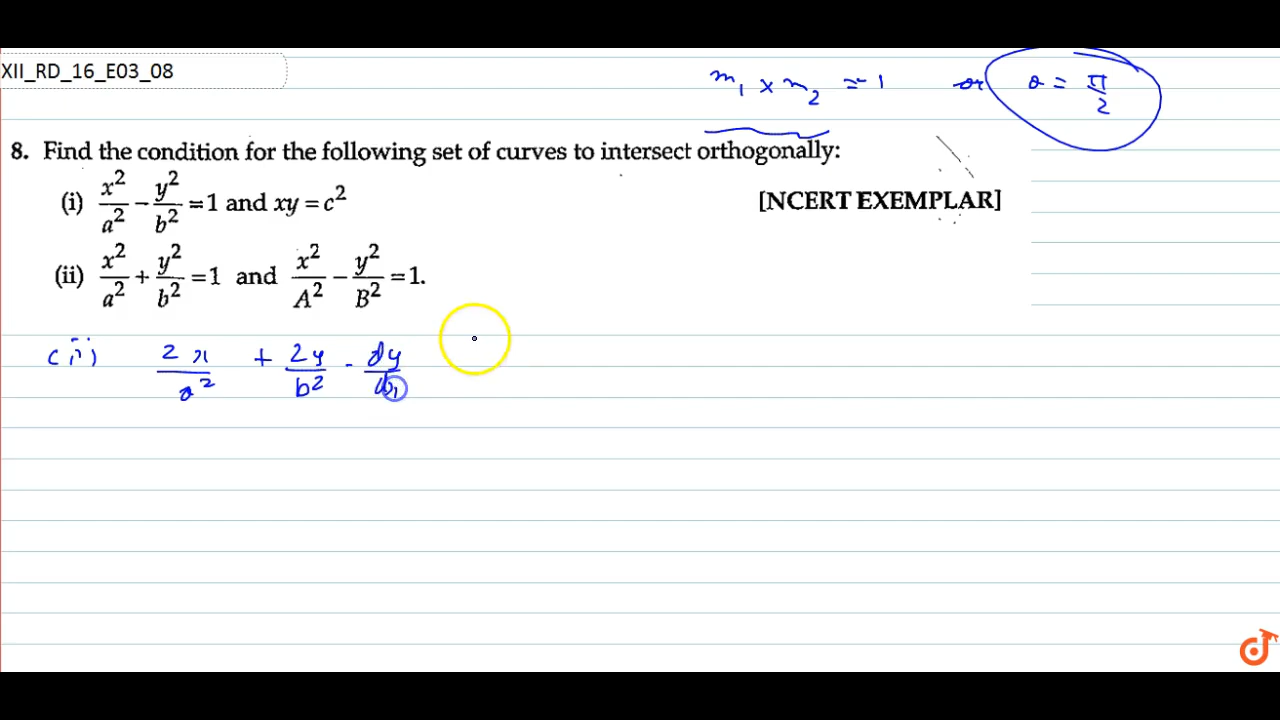 XII_RD_16_E03_08
m₁ × m₂ = -1 or θ = π/2
8. Find the condition for the following set of curves to intersect orthogonally:
(i) x²/a² − y²/b² = 1 and xy = c² [NCERT EXEMPLAR]
(ii) x²/a² + y²/b² = 1 and x²/A² − y²/B² = 1.
(ii) 2x/a² + 2y/b² · dy/dx